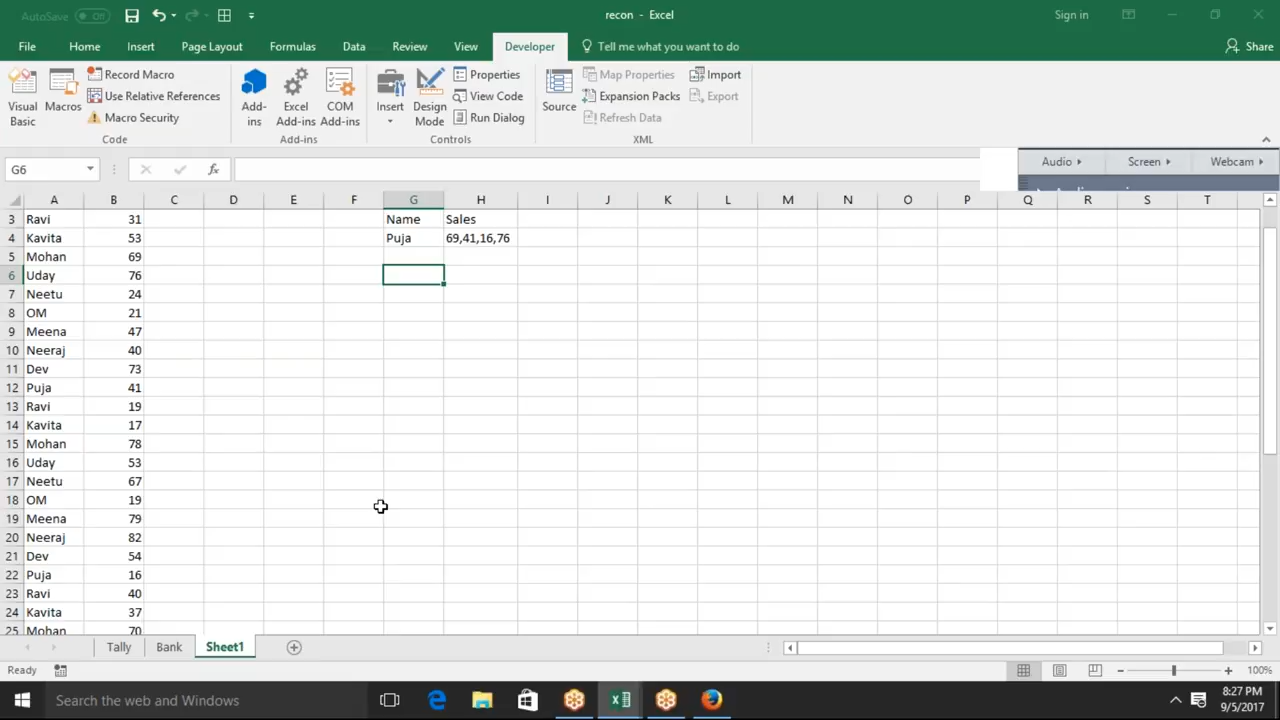 AutoSave Off
recon - Excel
Sign in
File Home Insert Page Layout Formulas Data Review View Developer Tell me what you want to do Share
Visual Basic
Macros
Record Macro
Use Relative References
Macro Security
Code
Add-ins
Excel Add-ins
COM Add-ins
Add-ins
Insert
Design Mode
Properties
View Code
Run Dialog
Controls
Source
Map Properties
Expansion Packs
Refresh Data
Import
Export
XML
G6
fx
Audio Screen Webcam
A B C D E F G H I J K L M N O P Q R S T
3 Ravi 31 Name Sales
4 Kavita 53 Puja 69,41,16,76
5 Mohan 69
6 Uday 76
7 Neetu 24
8 OM 21
9 Meena 47
10 Neeraj 40
11 Dev 73
12 Puja 41
13 Ravi 19
14 Kavita 17
15 Mohan 78
16 Uday 53
17 Neetu 67
18 OM 19
19 Meena 79
20 Neeraj 82
21 Dev 54
22 Puja 16
23 Ravi 40
24 Kavita 37
25 Mohan 70
Tally Bank Sheet1
Ready
100%
Search the web and Windows
8:27 PM
9/5/2017